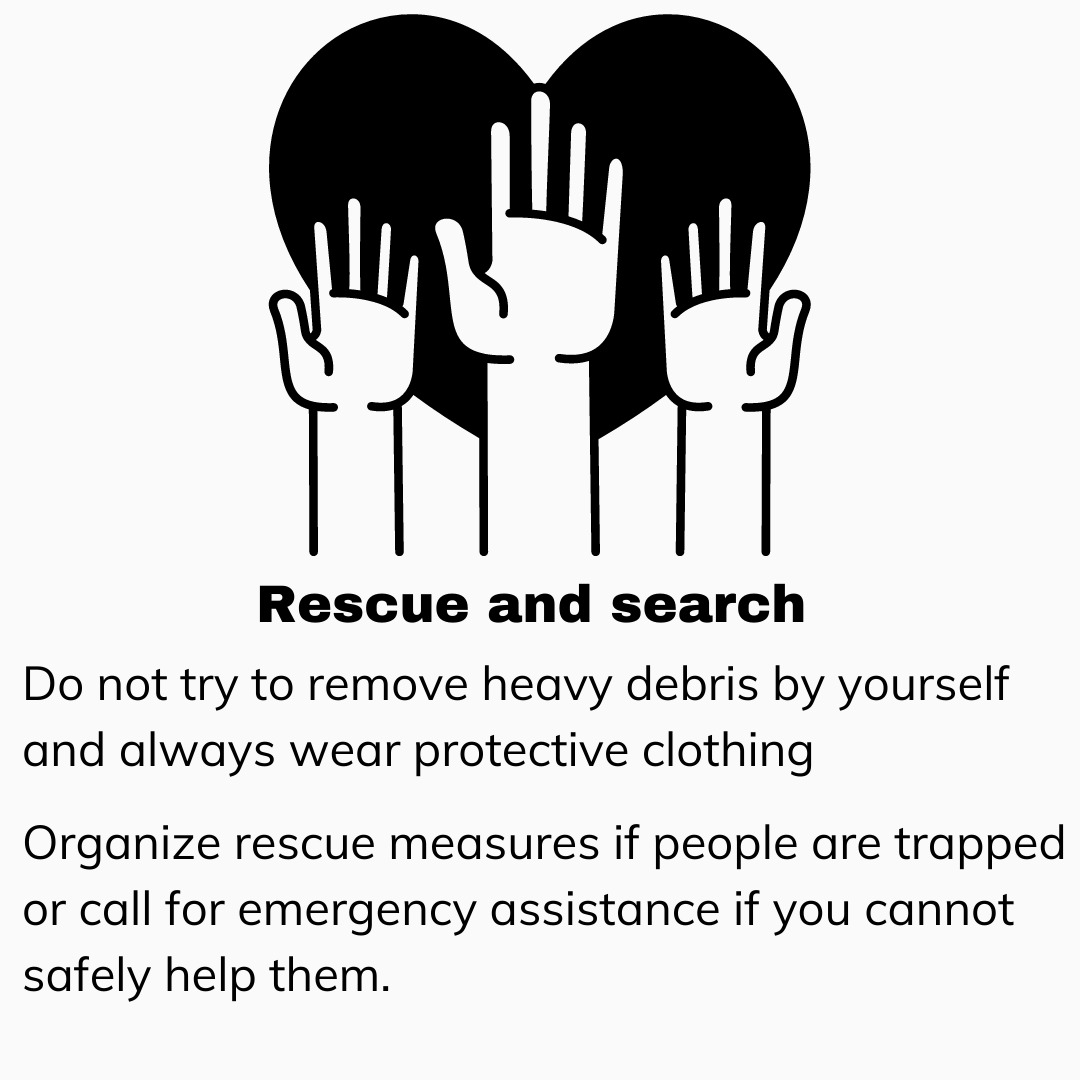 Rescue and search
Do not try to remove heavy debris by yourself
and always wear protective clothing
Organize rescue measures if people are trapped
or call for emergency assistance if you cannot
safely help them.